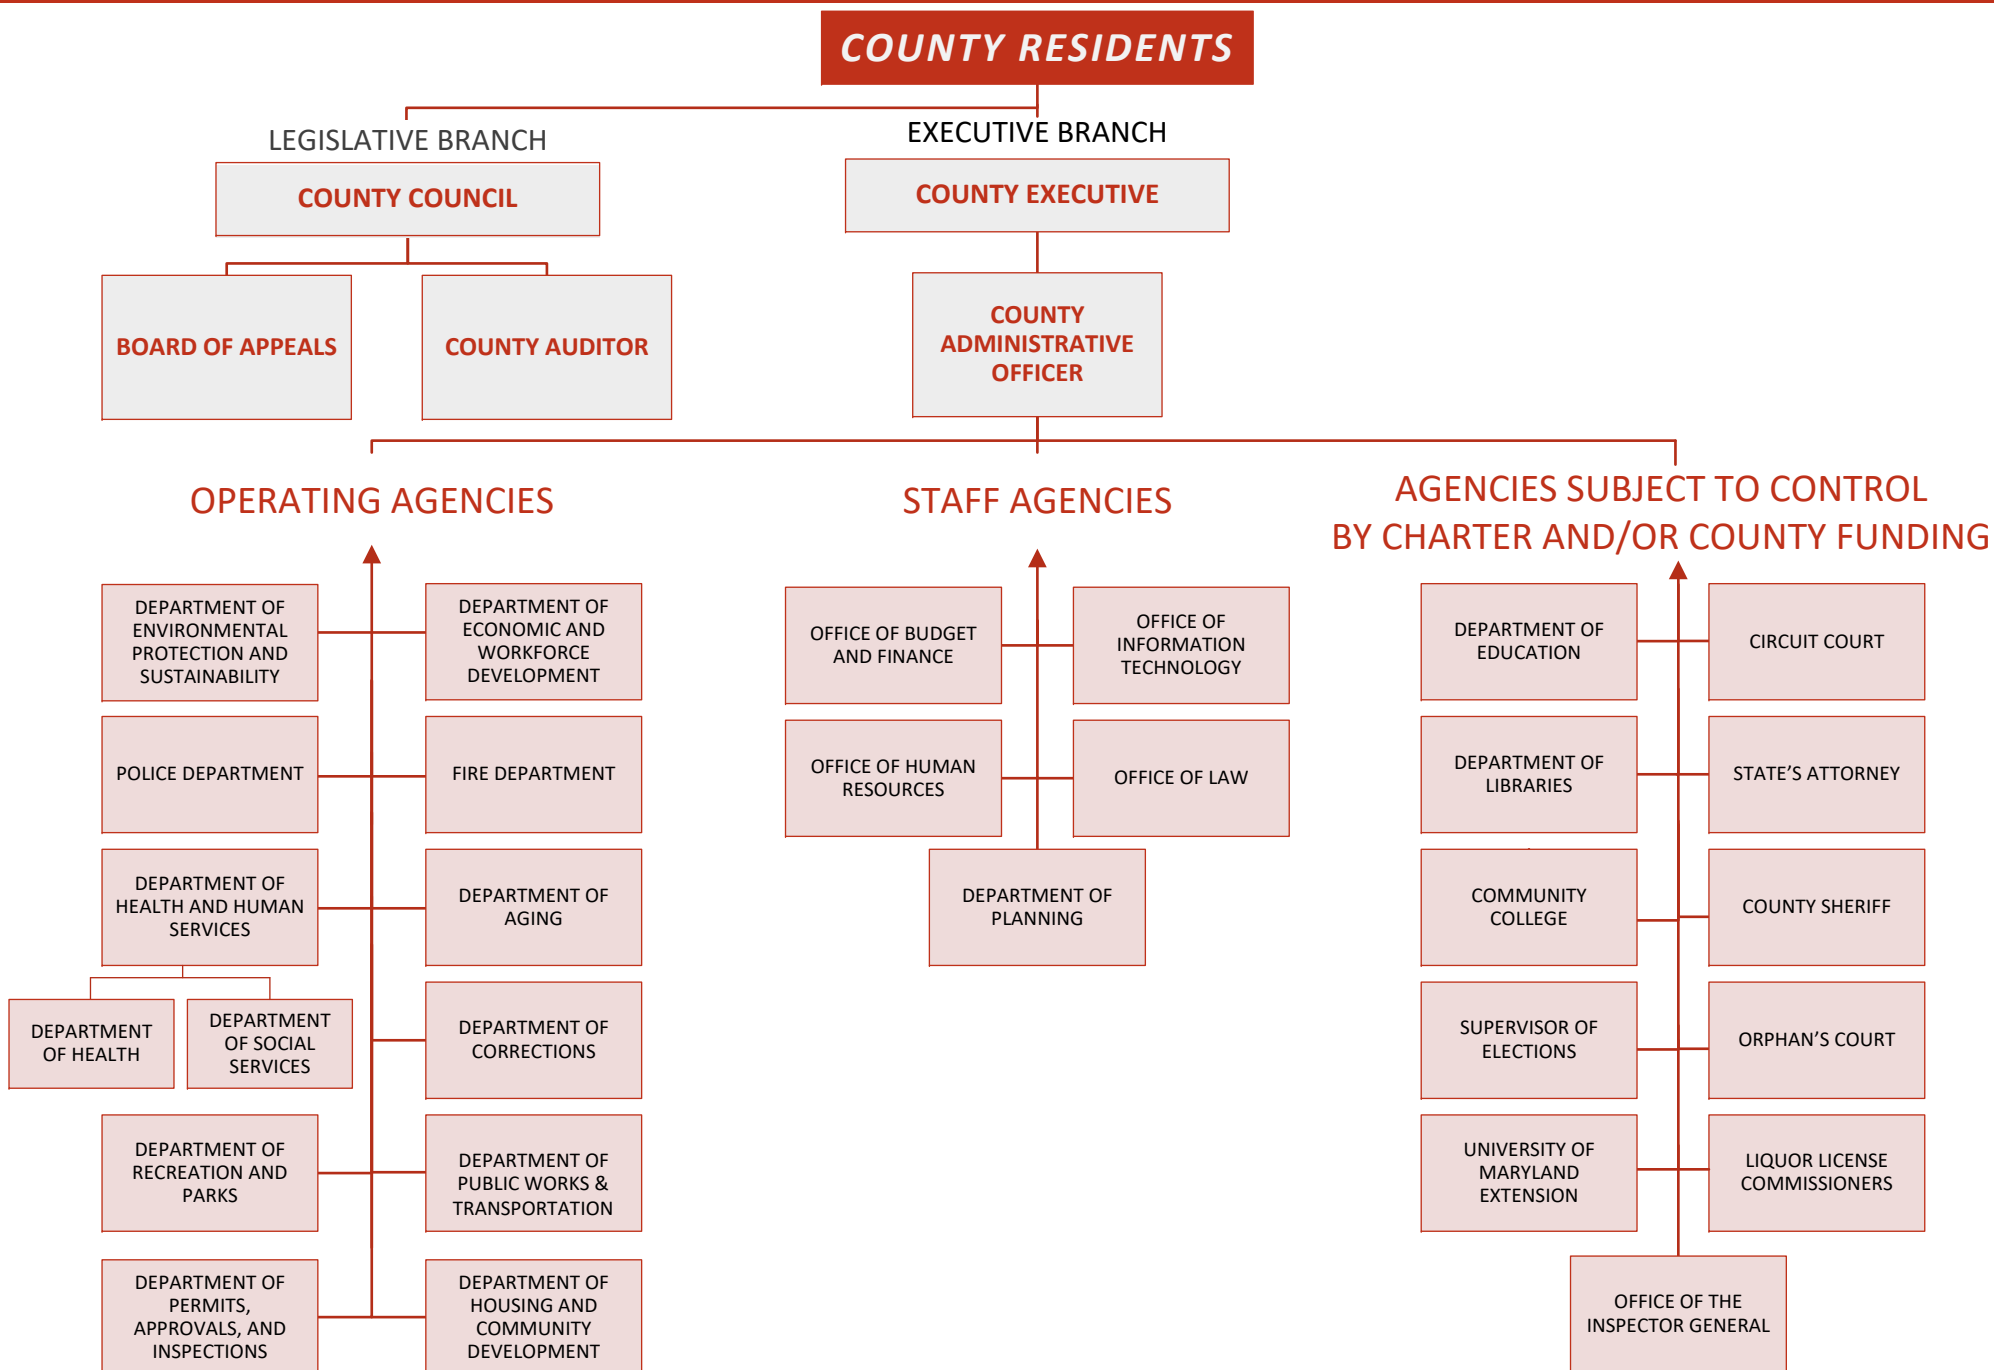 COUNTY RESIDENTS
LEGISLATIVE BRANCH
EXECUTIVE BRANCH
COUNTY COUNCIL
COUNTY EXECUTIVE
BOARD OF APPEALS
COUNTY AUDITOR
COUNTY
ADMINISTRATIVE
OFFICER
OPERATING AGENCIES
STAFF AGENCIES
AGENCIES SUBJECT TO CONTROL
BY CHARTER AND/OR COUNTY FUNDING
DEPARTMENT OF
ENVIRONMENTAL
PROTECTION AND
SUSTAINABILITY
DEPARTMENT OF
ECONOMIC AND
WORKFORCE
DEVELOPMENT
POLICE DEPARTMENT
FIRE DEPARTMENT
DEPARTMENT OF
HEALTH AND HUMAN
SERVICES
DEPARTMENT OF
AGING
DEPARTMENT
OF HEALTH
DEPARTMENT
OF SOCIAL
SERVICES
DEPARTMENT OF
CORRECTIONS
DEPARTMENT OF
RECREATION AND
PARKS
DEPARTMENT OF
PUBLIC WORKS &
TRANSPORTATION
DEPARTMENT OF
PERMITS,
APPROVALS, AND
INSPECTIONS
DEPARTMENT OF
HOUSING AND
COMMUNITY
DEVELOPMENT
OFFICE OF BUDGET
AND FINANCE
OFFICE OF
INFORMATION
TECHNOLOGY
OFFICE OF HUMAN
RESOURCES
OFFICE OF LAW
DEPARTMENT OF
PLANNING
DEPARTMENT OF
EDUCATION
CIRCUIT COURT
DEPARTMENT OF
LIBRARIES
STATE’S ATTORNEY
COMMUNITY
COLLEGE
COUNTY SHERIFF
SUPERVISOR OF
ELECTIONS
ORPHAN’S COURT
UNIVERSITY OF
MARYLAND
EXTENSION
LIQUOR LICENSE
COMMISSIONERS
OFFICE OF THE
INSPECTOR GENERAL